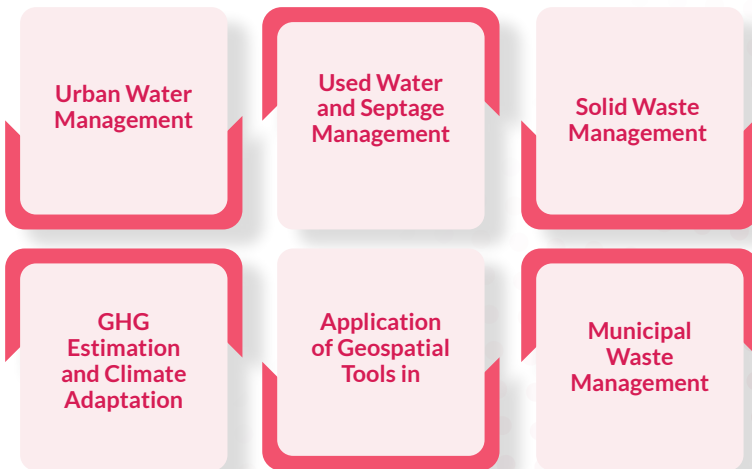 Urban Water
Management
Used Water
and Septage
Management
Solid Waste
Management
GHG
Estimation
and Climate
Adaptation
Application
of Geospatial
Tools in
Municipal
Waste
Management